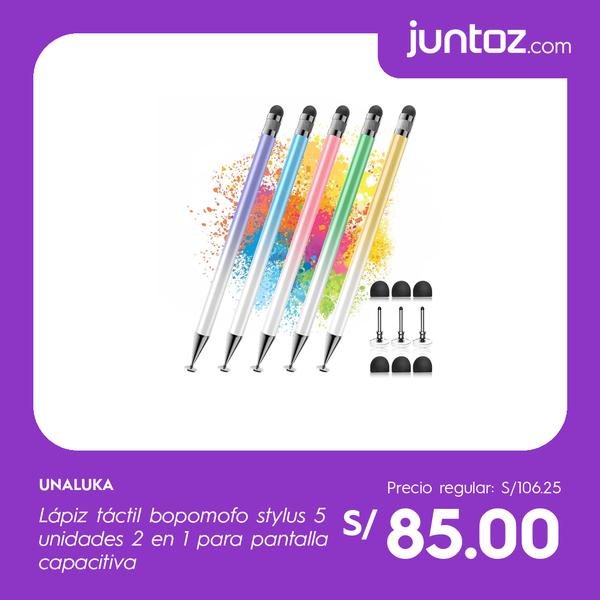 juntoz.com
UNALUKA
Lápiz táctil bopomofo stylus 5
unidades 2 en 1 para pantalla
capacitiva
Precio regular: S/106.25
S/ 85.00